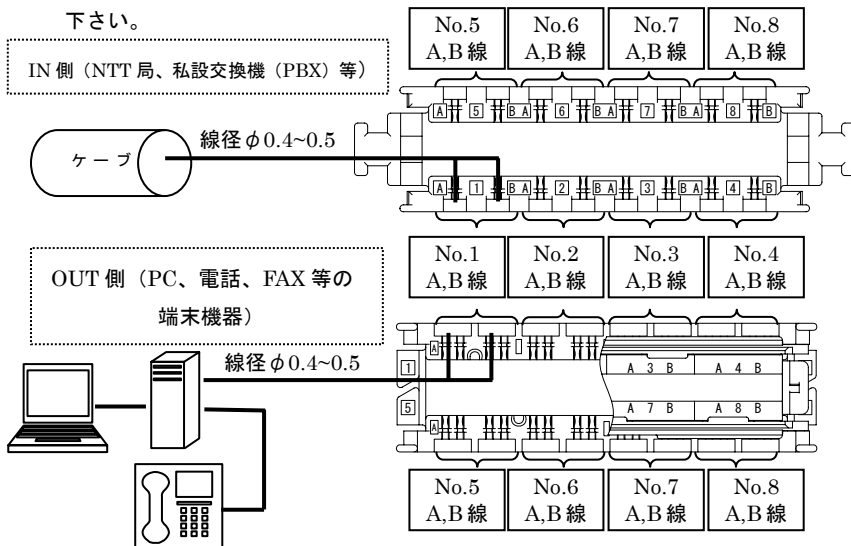 下さい。
No.5 No.6 No.7 No.8
A,B 線 A,B 線 A,B 線 A,B 線
IN 側（NTT 局、私設交換機（PBX）等）
A 5 B A 6 B A 7 B A 8 B
線径φ0.4~0.5
ケーブ
A 1 B A 2 B A 3 B A 4 B
No.1 No.2 No.3 No.4
A,B 線 A,B 線 A,B 線 A,B 線
OUT 側（PC、電話、FAX 等の
端末機器）
線径φ0.4~0.5
A
1 A 3 B A 4 B
5 A 7 B A 8 B
A
No.5 No.6 No.7 No.8
A,B 線 A,B 線 A,B 線 A,B 線